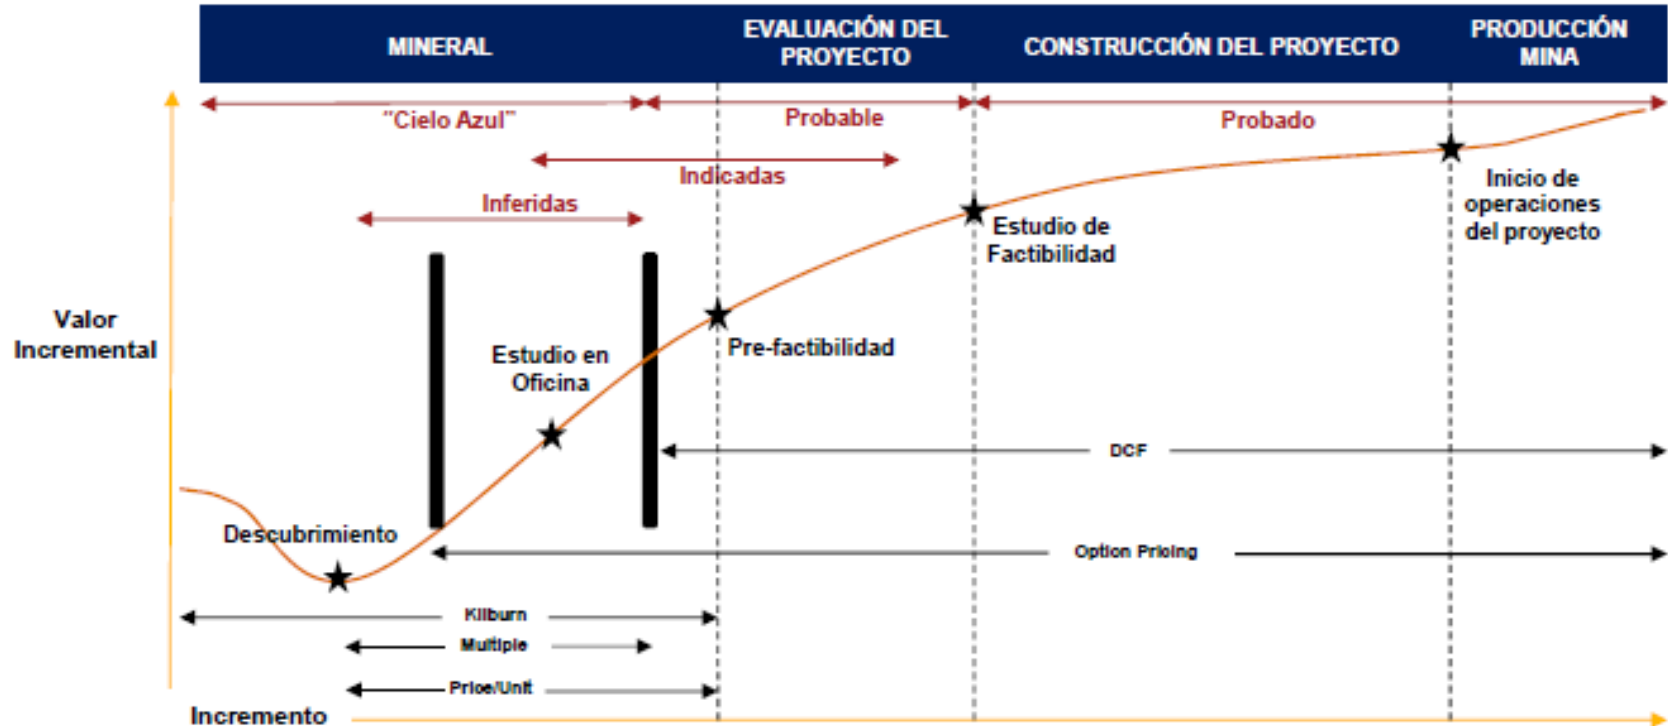 MINERAL
EVALUACIÓN DEL
PROYECTO
CONSTRUCCIÓN DEL PROYECTO
PRODUCCIÓN
MINA
"Cielo Azul"
Probable
Probado
Indicadas
Inferidas
Inicio de
operaciones
del proyecto
Estudio de
Factibilidad
Valor
Incremental
Estudio en
Oficina
Pre-factibilidad
DCF
Descubrimiento
Option Pricing
Kilburn
Multiple
Price/Unit
Incremento